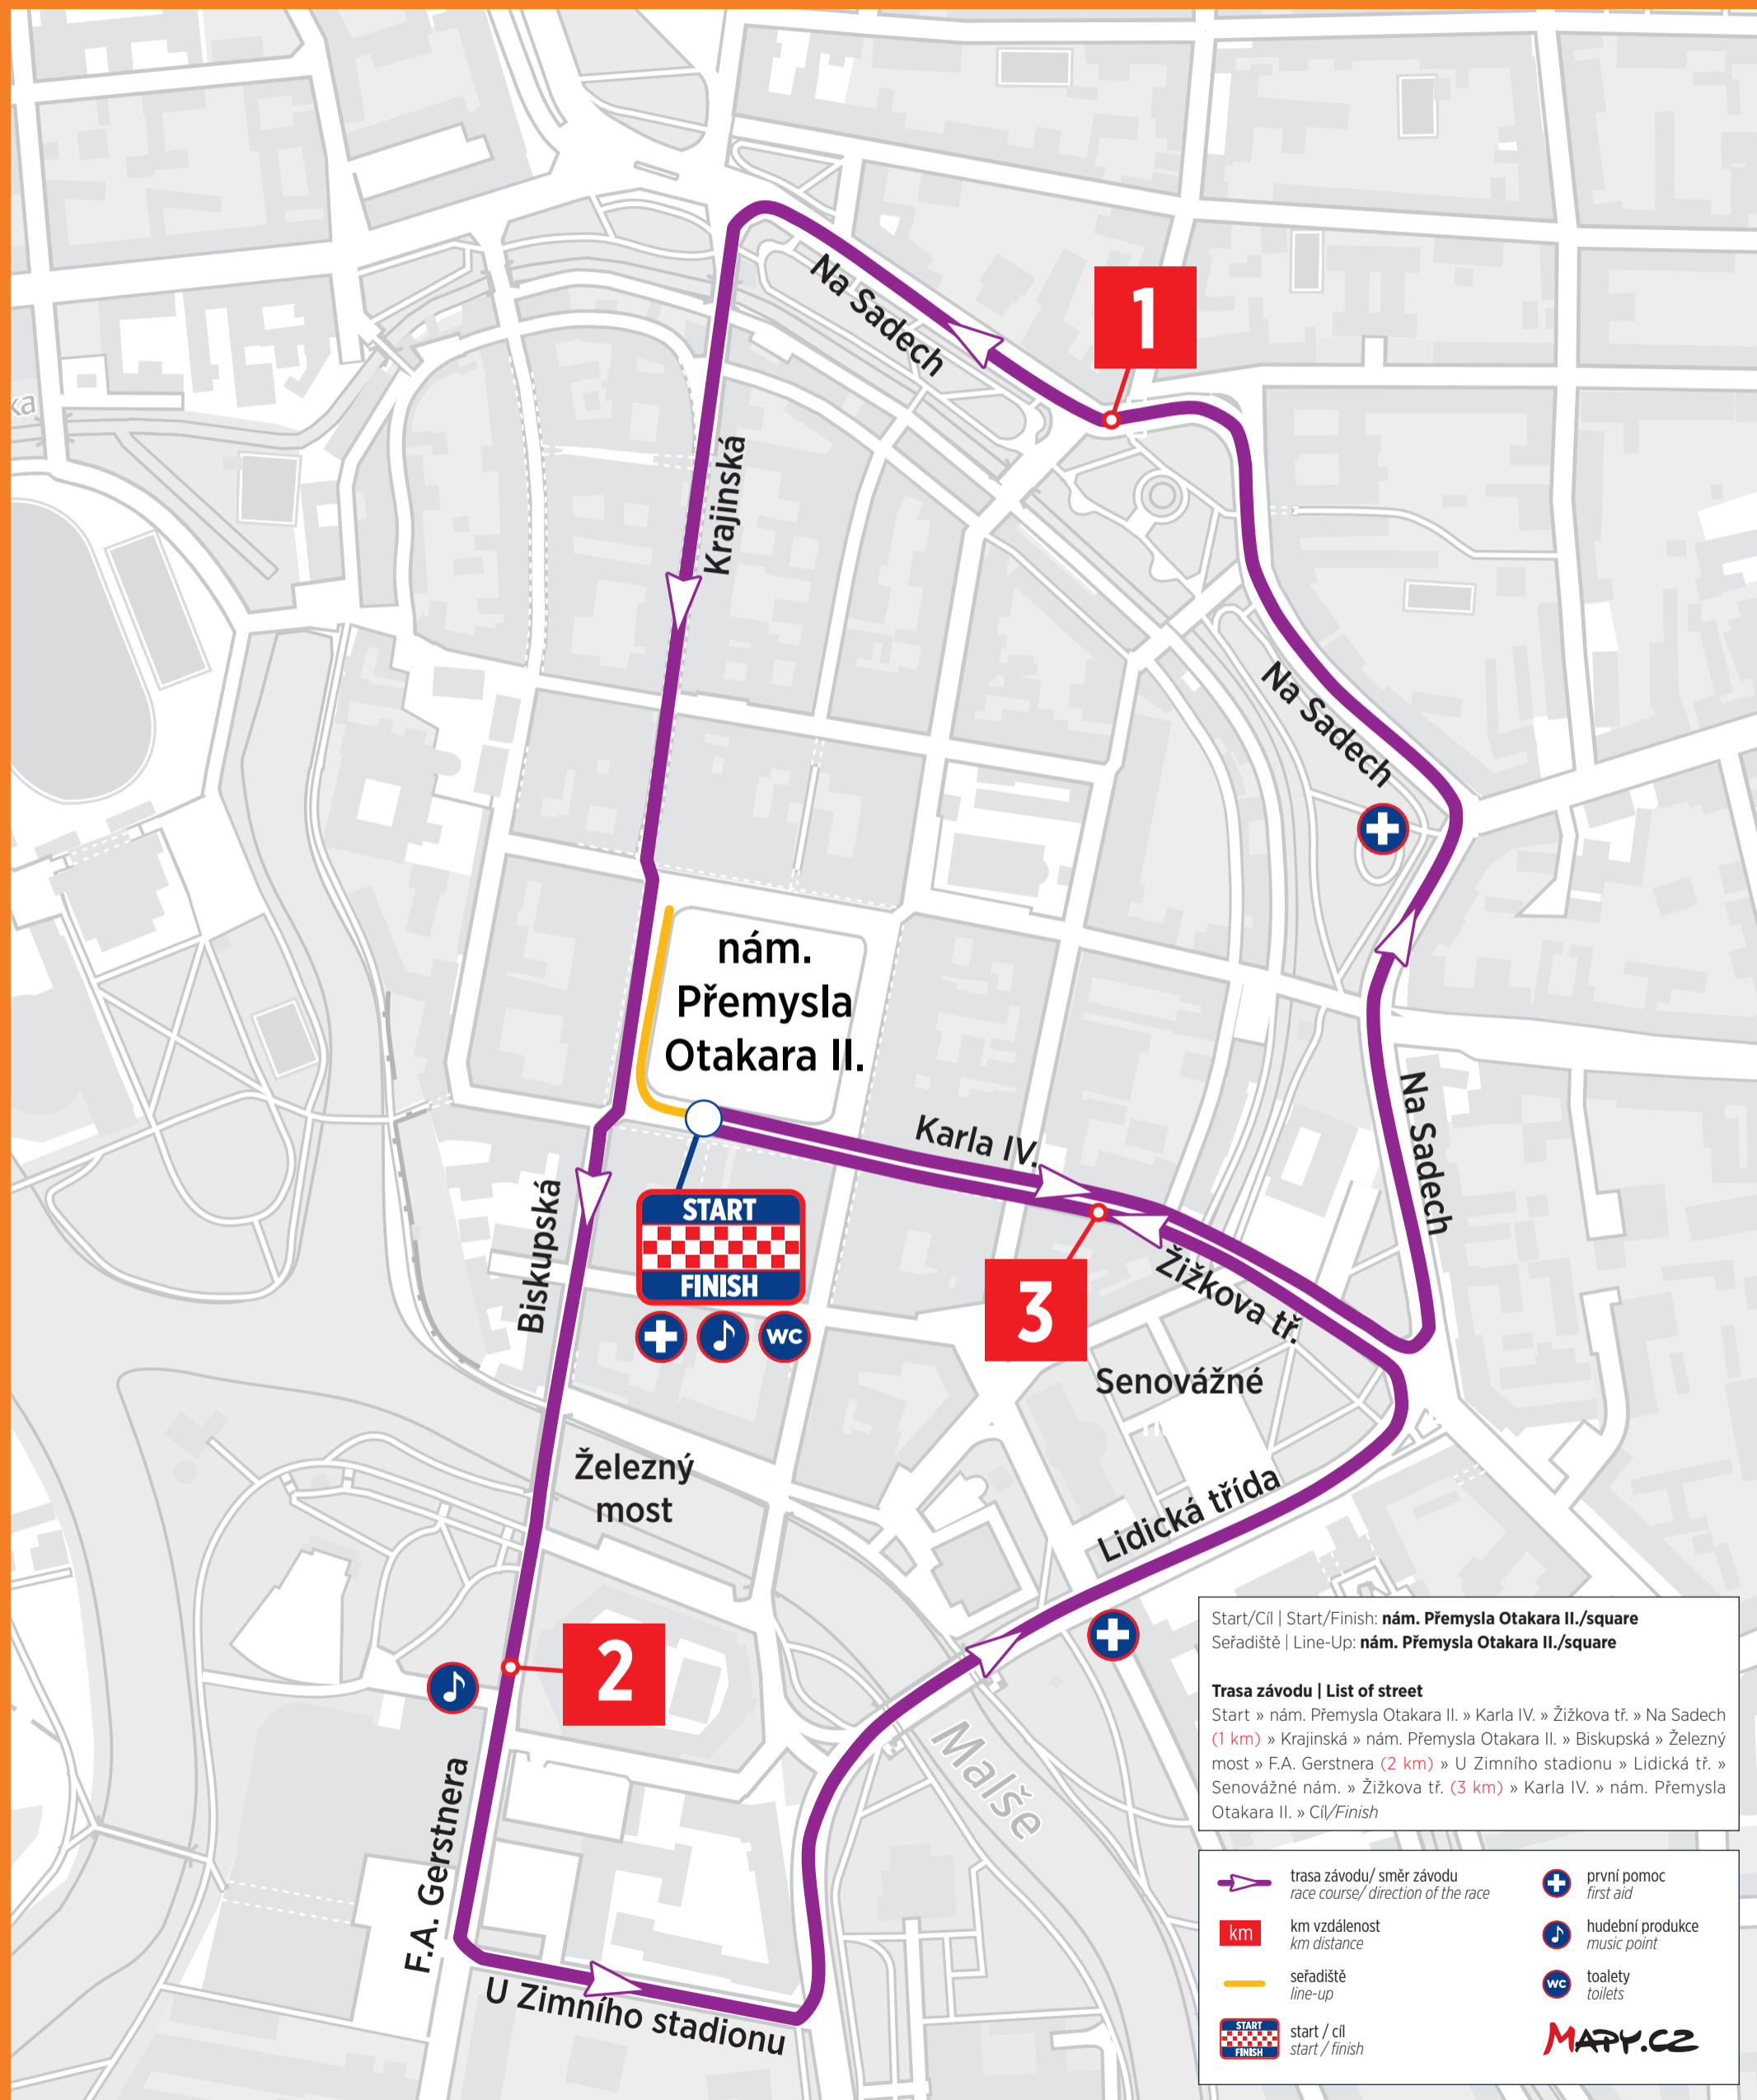 1
Na Sadech
ka
Krajinská
Na Sadech
nám.
Přemysla
Otakara II.
Na Sadech
Karla IV.
Biskupská
START
FINISH
WC
3
Žižkova tř.
Senovážné
Železný
most
Lidická třída
2
Malše
F.A. Gerstnera
U Zimního stadionu
Start/Cíl | Start/Finish: nám. Přemysla Otakara II./square
Seřadiště | Line-Up: nám. Přemysla Otakara II./square
Trasa závodu | List of street
Start » nám. Přemysla Otakara II. » Karla IV. » Žižkova tř. » Na Sadech
(1 km) » Krajinská » nám. Přemysla Otakara II. » Biskupská » Železný
most » F.A. Gerstnera (2 km) » U Zimního stadionu » Lidická tř. »
Senovážné nám. » Žižkova tř. (3 km) » Karla IV. » nám. Přemysla
Otakara II. » Cíl/Finish
trasa závodu/ směr závodu
race course/ direction of the race
km
km vzdálenost
km distance
seřadiště
line-up
START
FINISH
start / cíl
start / finish
první pomoc
first aid
hudební produkce
music point
WC
toalety
toilets
MAPY.CZ